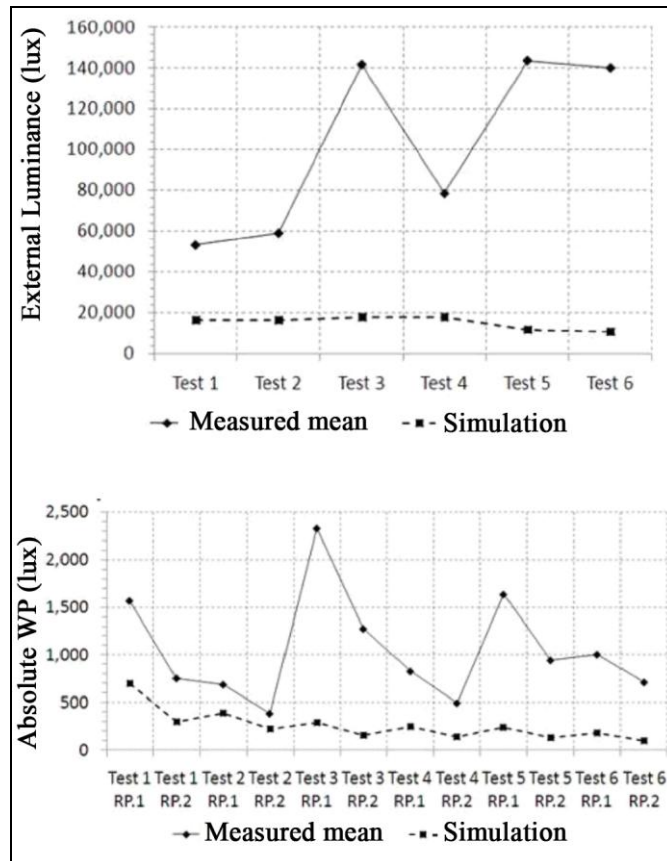 External Luminance (lux)
160,000
140,000
120,000
100,000
80,000
60,000
40,000
20,000
0
Test 1 Test 2 Test 3 Test 4 Test 5 Test 6
Measured mean Simulation
Absolute WP (lux)
2,500
2,000
1,500
1,000
500
0
Test 1 Test 1 Test 2 Test 2 Test 3 Test 3 Test 4 Test 4 Test 5 Test 5 Test 6 Test 6
RP.1 RP.2 RP.1 RP.2 RP.1 RP.2 RP.1 RP.2 RP.1 RP.2 RP.1 RP.2
Measured mean Simulation